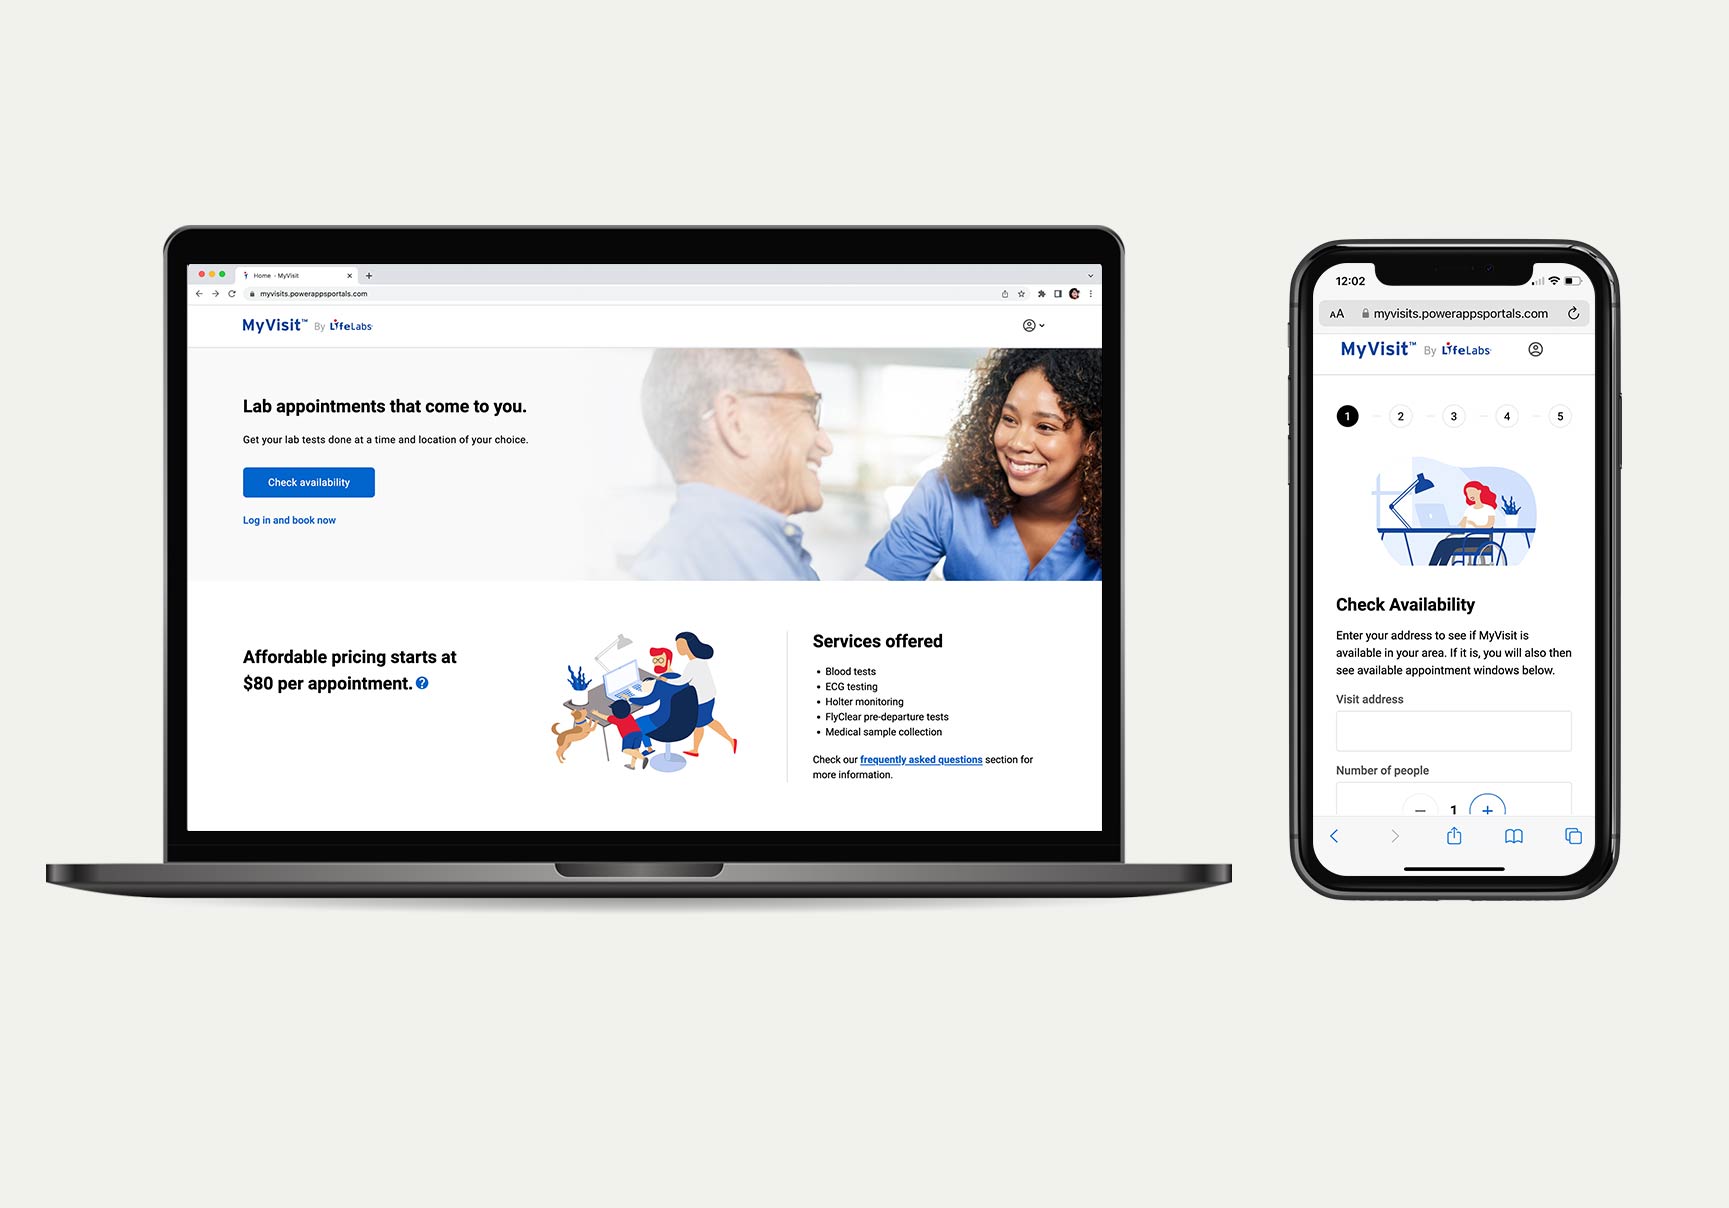 Home - MyVisit
myvisits.powerappsportals.com
MyVisit™ By LifeLabs
Lab appointments that come to you.
Get your lab tests done at a time and location of your choice.
Check availability
Log in and book now
Affordable pricing starts at
$80 per appointment. ?
Services offered
• Blood tests
• ECG testing
• Holter monitoring
• FlyClear pre-departure tests
• Medical sample collection
Check our frequently asked questions section for
more information.
12:02
AA myvisits.powerappsportals.com
MyVisit™ By LifeLabs
1 2 3 4 5
Check Availability
Enter your address to see if MyVisit is
available in your area. If it is, you will also then
see available appointment windows below.
Visit address
Number of people
− 1 +